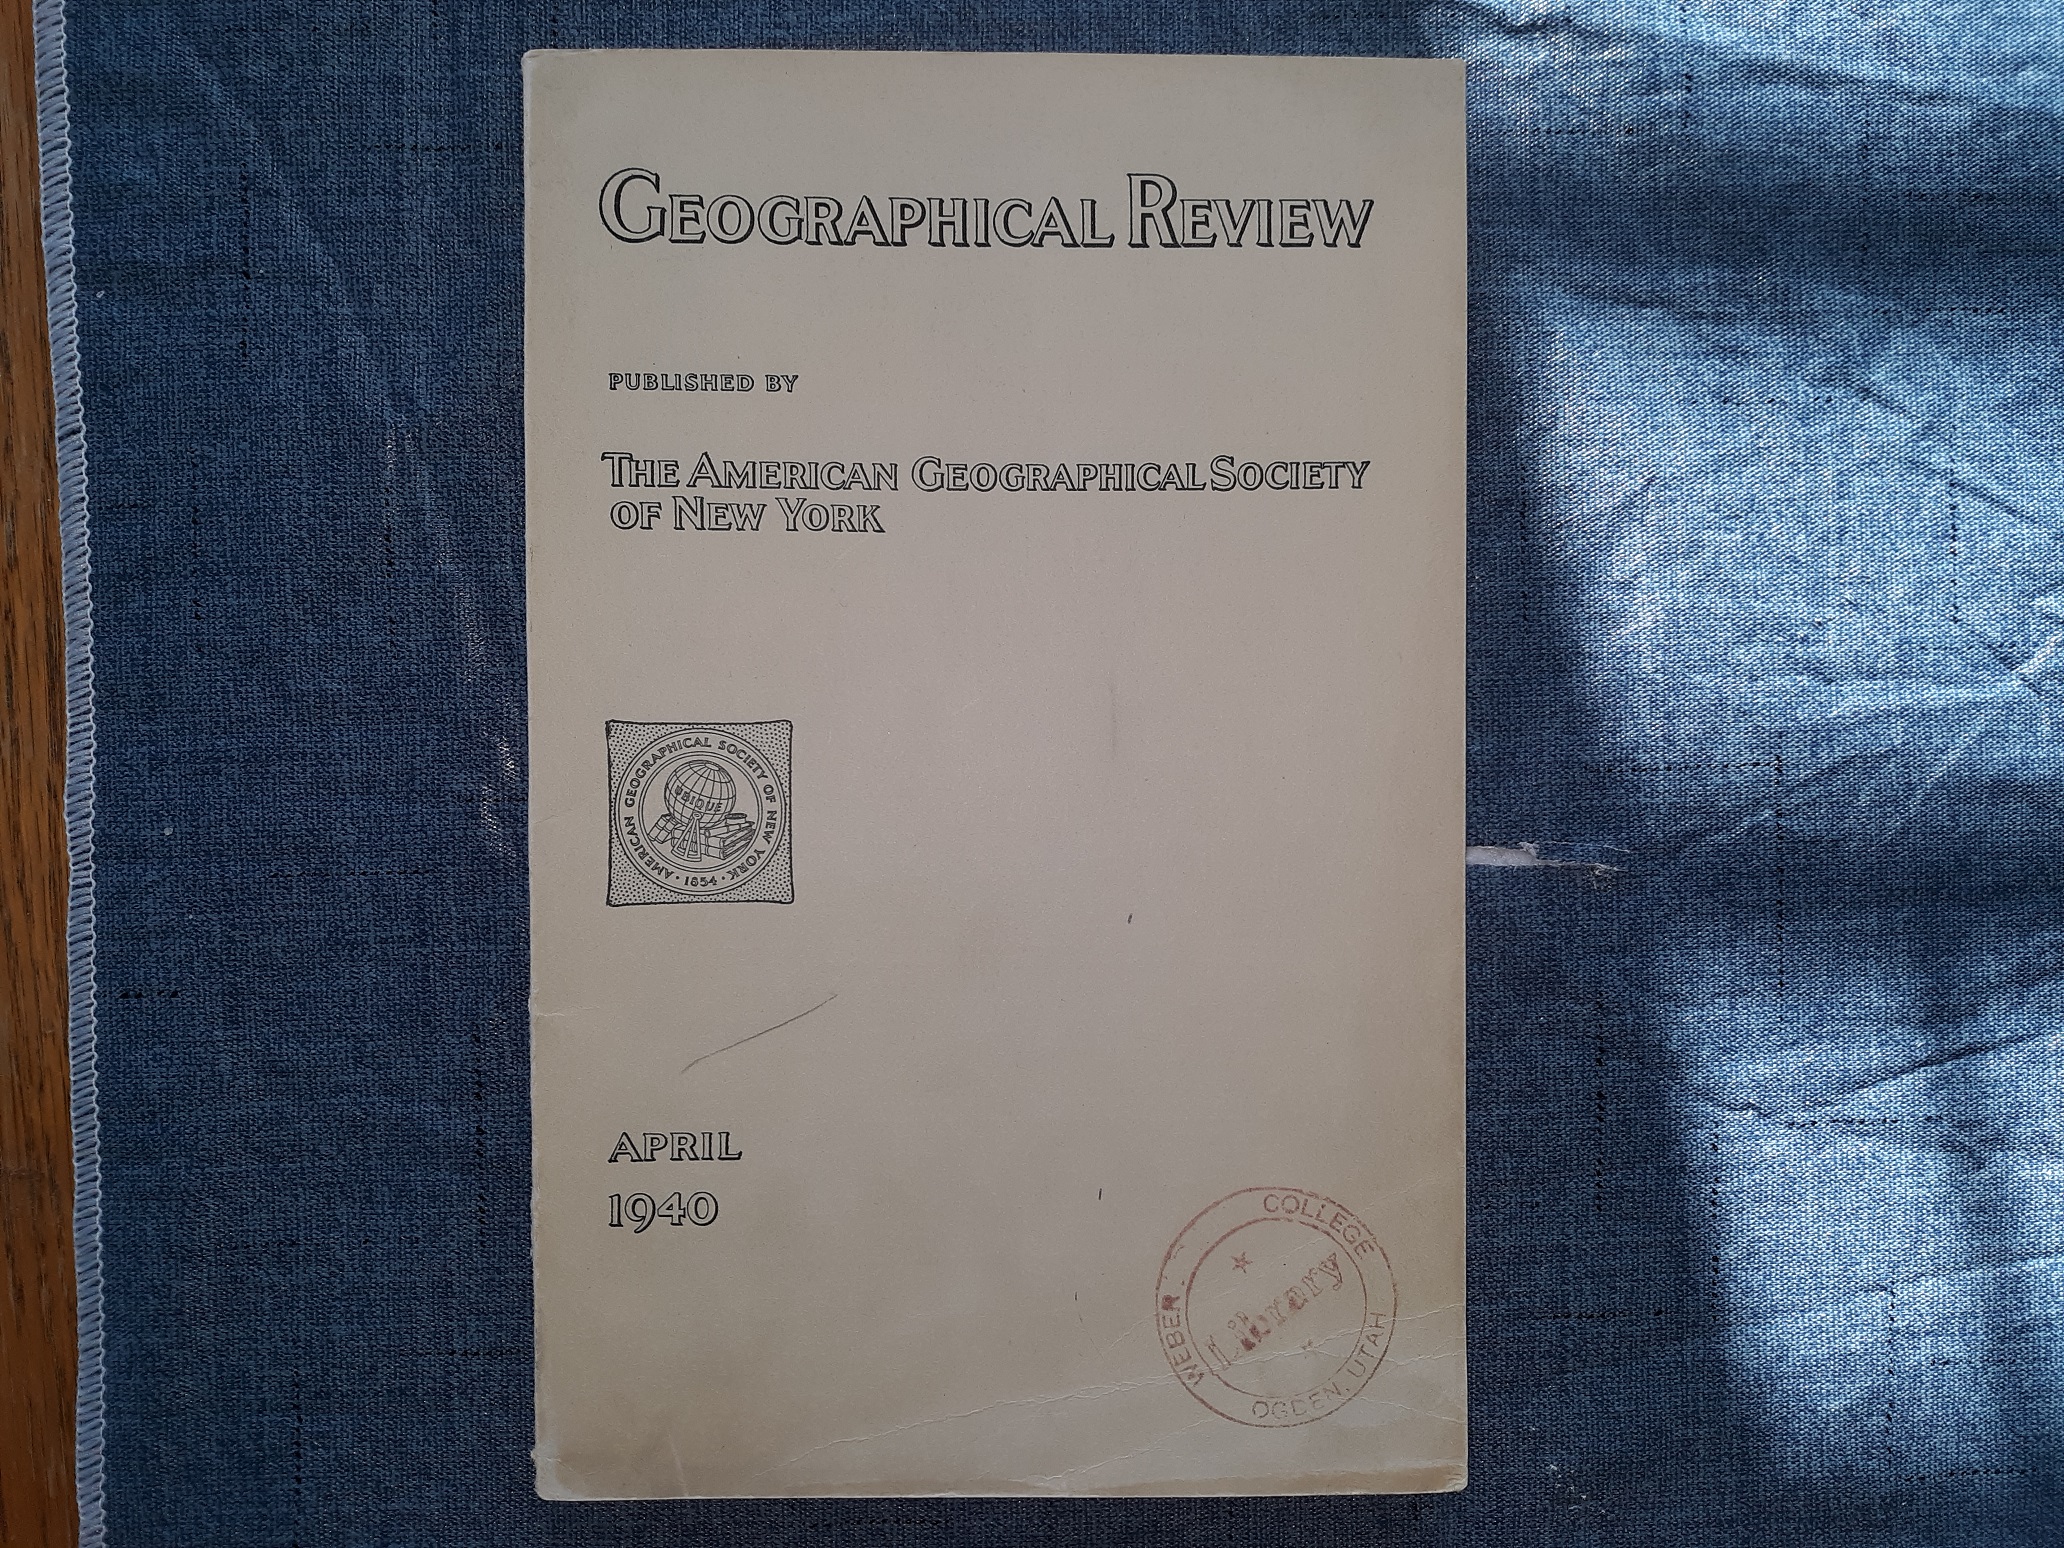 GEOGRAPHICAL REVIEW
PUBLISHED BY
THE AMERICAN GEOGRAPHICAL SOCIETY
OF NEW YORK
AMERICAN GEOGRAPHICAL SOCIETY OF NEW YORK
UBIQUE
· 1854 ·
APRIL
1940
WEBER COLLEGE
Library
OGDEN, UTAH